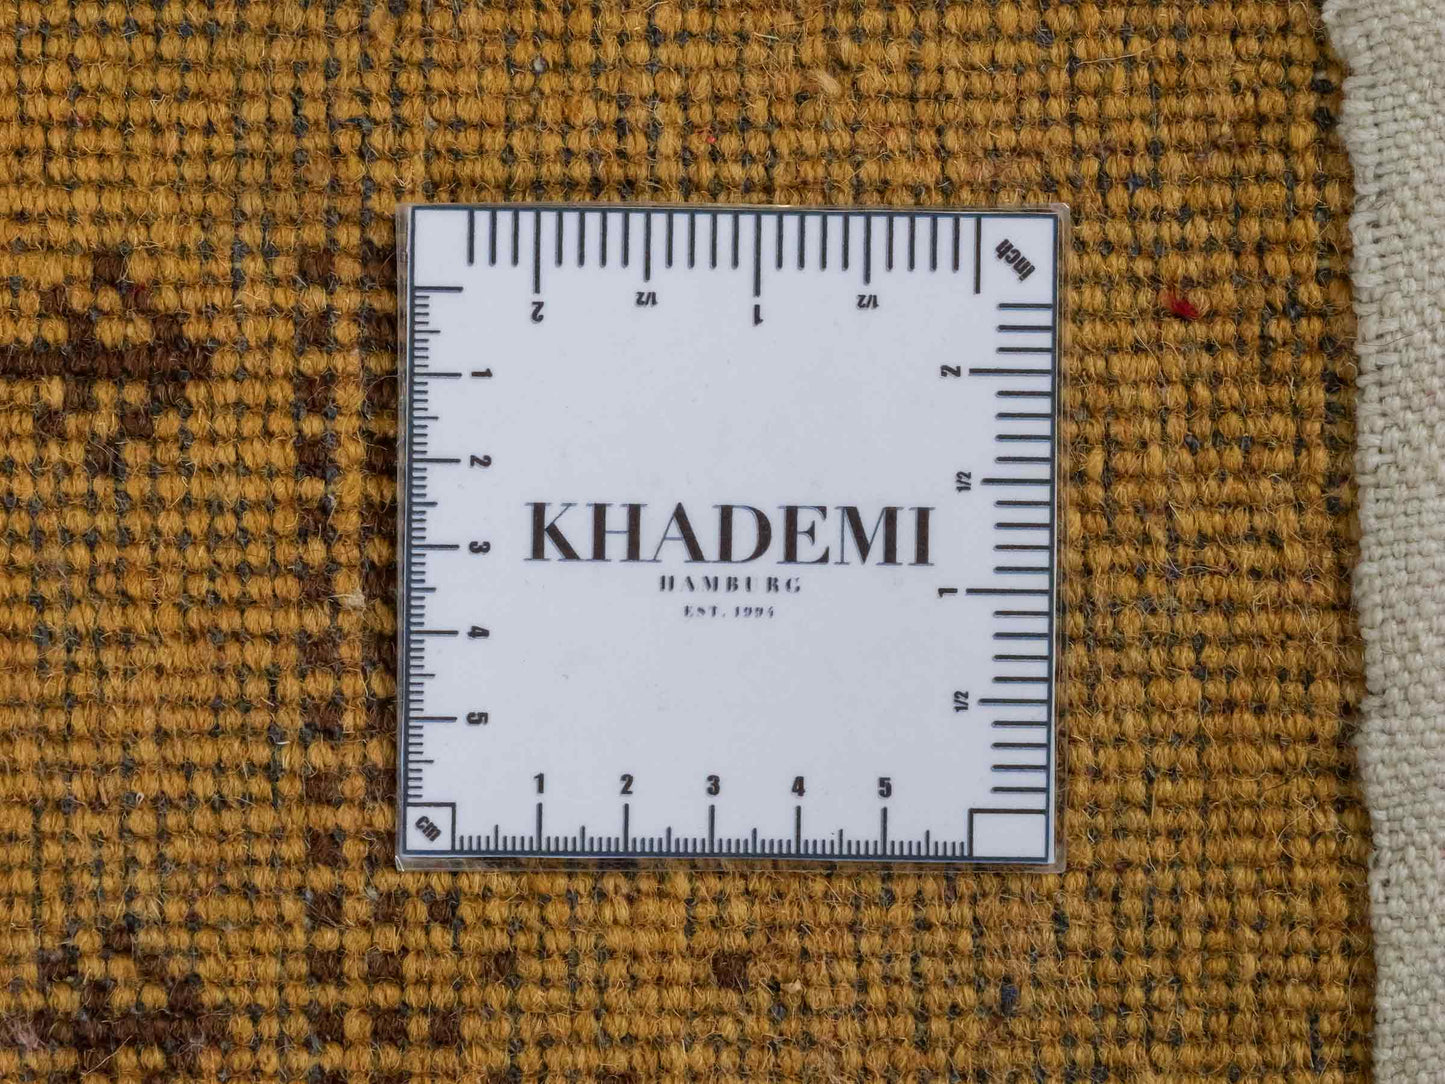 Inch
2 1/2 1 1/2
1
2
3
4
5
2
1/2
1
1/2
KHADEMI
HAMBURG
EST. 1994
1 2 3 4 5
cm